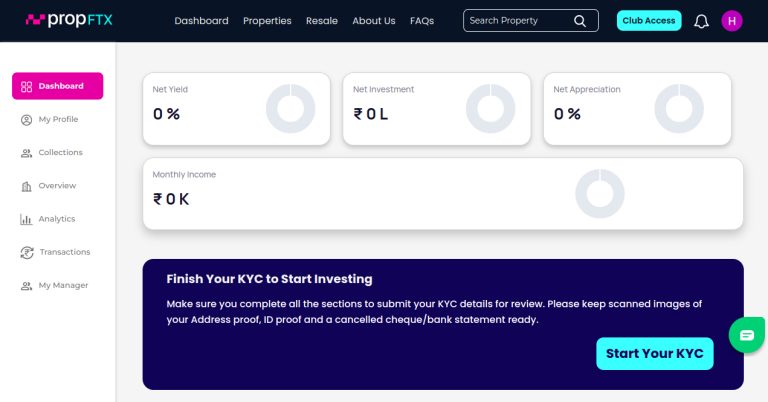 propFTX
Dashboard Properties Resale About Us FAQs
Search Property
Club Access
H
Dashboard
My Profile
Collections
Overview
Analytics
Transactions
My Manager
Net Yield
0 %
Net Investment
₹ 0 L
Net Appreciation
0 %
Monthly Income
₹ 0 K
Finish Your KYC to Start Investing
Make sure you complete all the sections to submit your KYC details for review. Please keep scanned images of
your Address proof, ID proof and a cancelled cheque/bank statement ready.
Start Your KYC